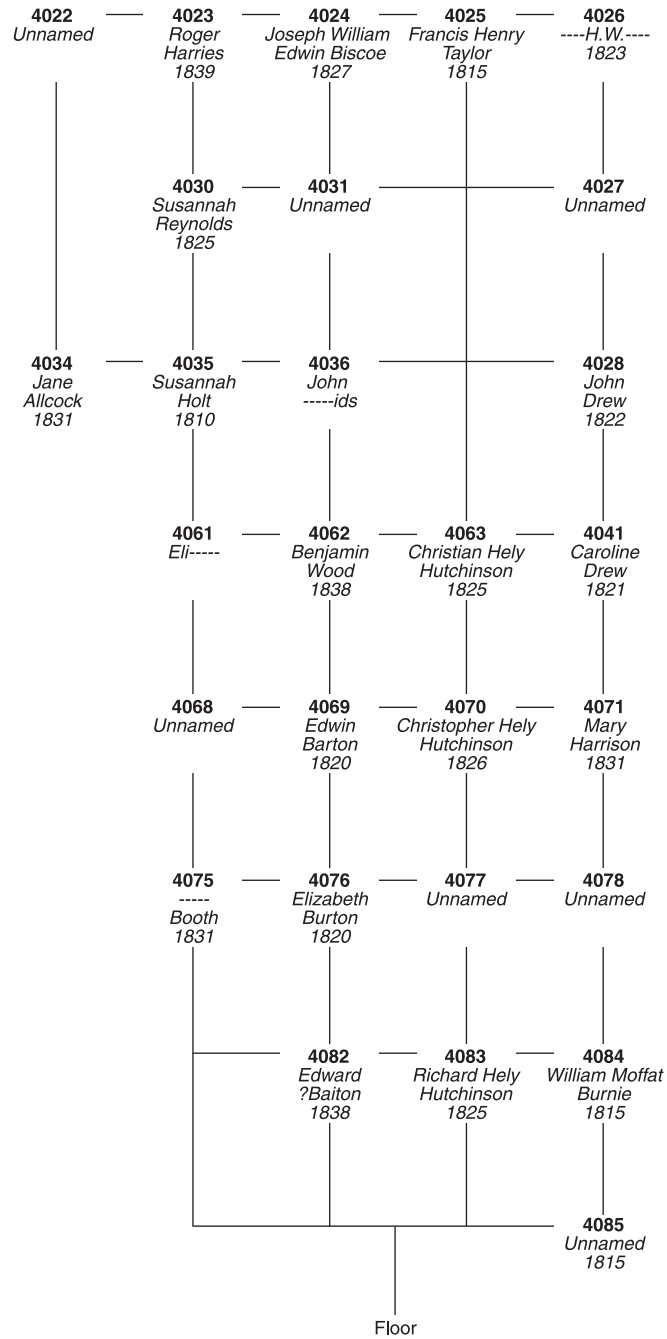 4022 4023 4024 4025 4026
Unnamed Roger Joseph William Francis Henry ----H.W.----
Harries Edwin Biscoe Taylor 1823
1839 1827 1815
4030 4031 4027
Susannah Unnamed Unnamed
Reynolds
1825
4034 4035 4036 4028
Jane Susannah John John
Allcock Holt -----ids Drew
1831 1810 1822
4061 4062 4063 4041
Eli----- Benjamin Christian Hely Caroline
Wood Hutchinson Drew
1838 1825 1821
4068 4069 4070 4071
Unnamed Edwin Christopher Hely Mary
Barton Hutchinson Harrison
1820 1826 1831
4075 4076 4077 4078
----- Elizabeth Unnamed Unnamed
Booth Burton
1831 1820
4082 4083 4084
Edward Richard Hely William Moffat
?Baiton Hutchinson Burnie
1838 1825 1815
4085
Unnamed
1815
Floor